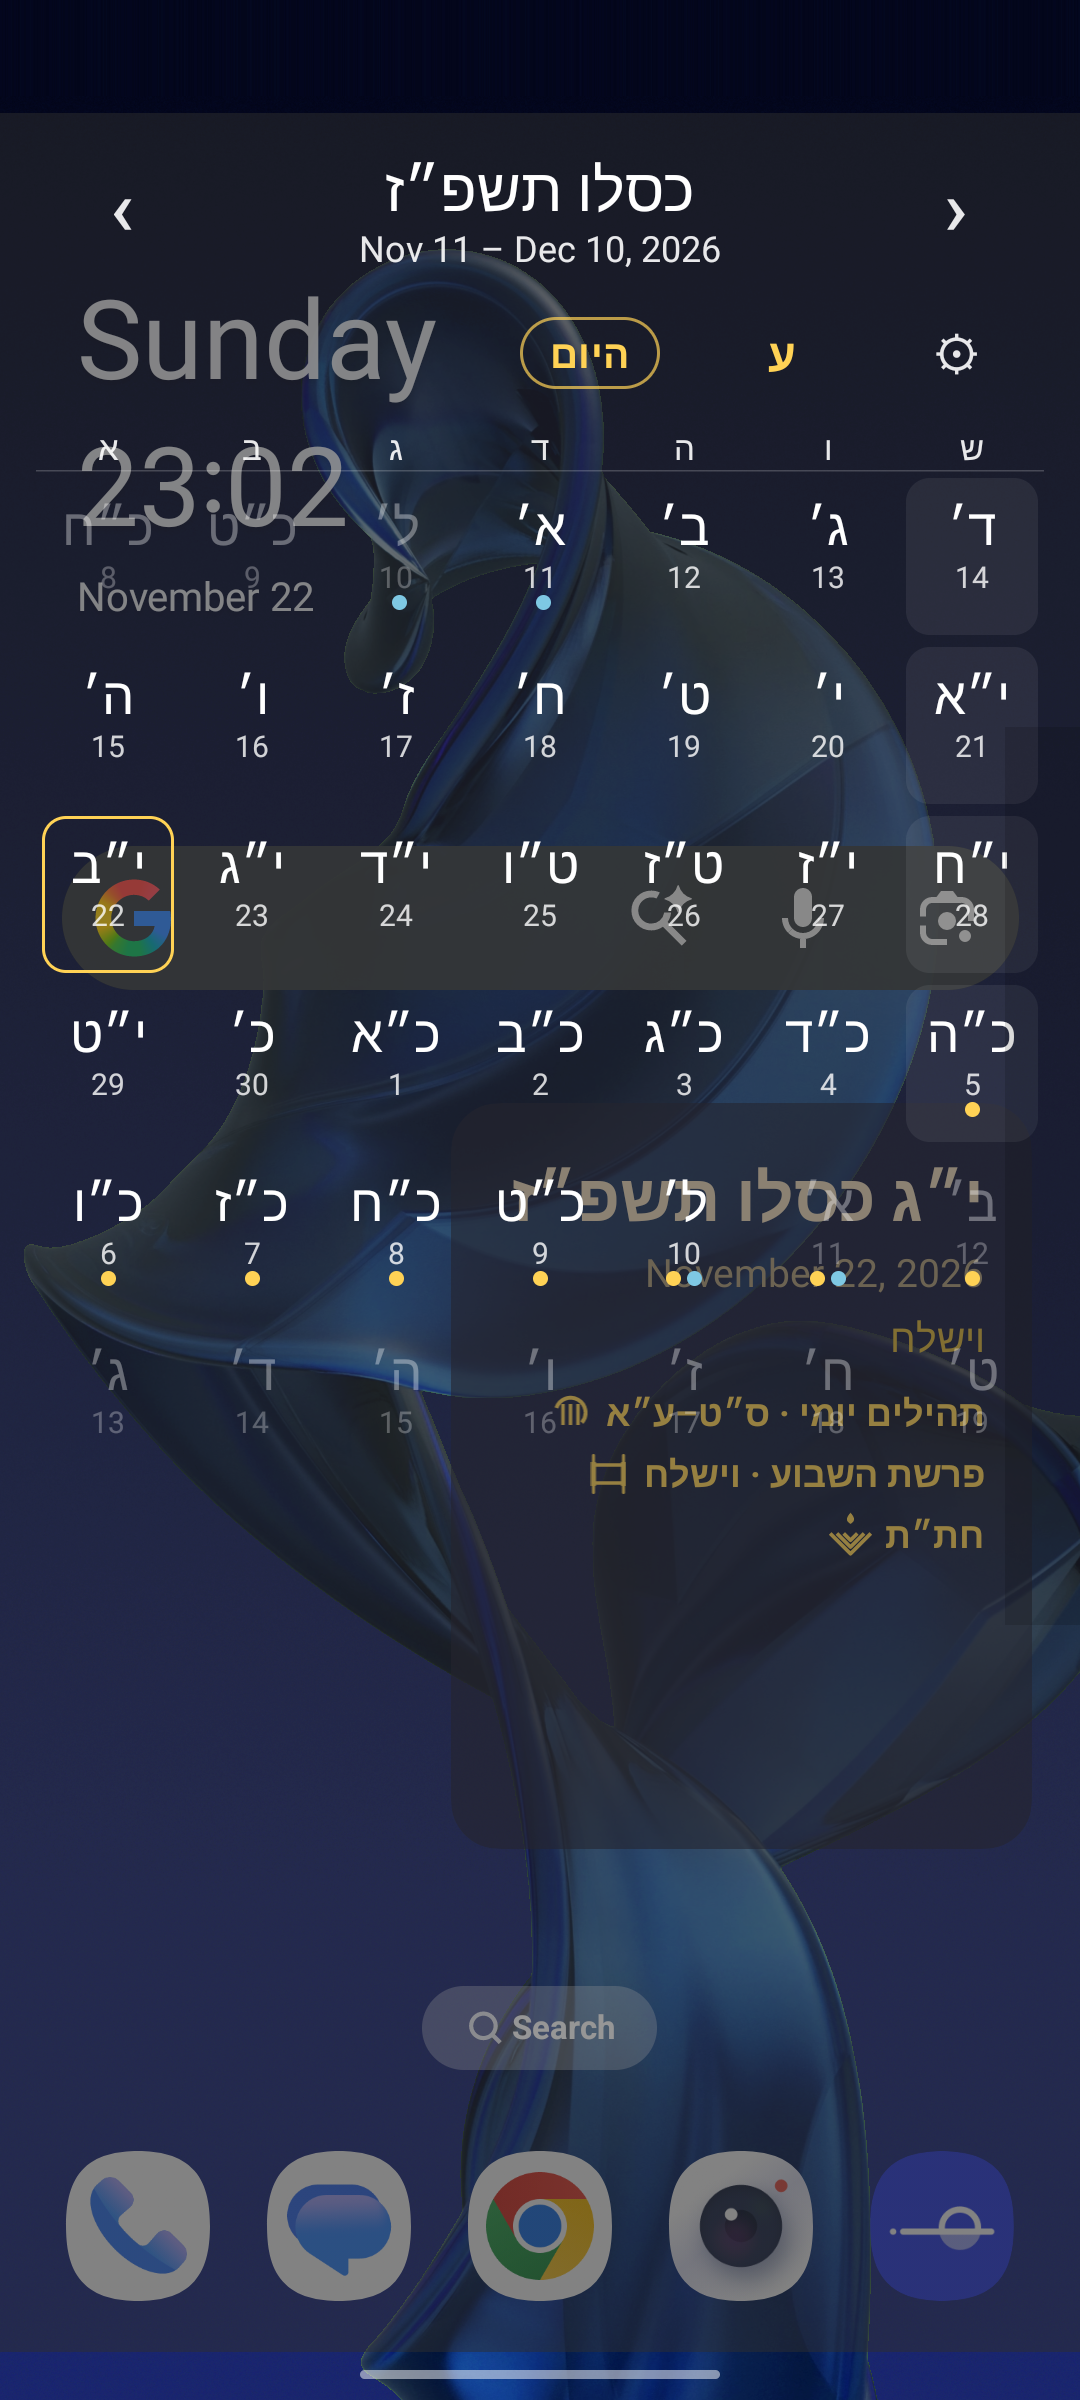 כסלו תשפ״ז
Nov 11 – Dec 10, 2026
Sunday
היום
ע
א ב ג ד ה ו ש
23:02
כ״ח כ״ט ל׳ א׳ ב׳ ג׳ ד׳
8 9 10 11 12 13 14
November 22
ה׳ ו׳ ז׳ ח׳ ט׳ י׳ י״א
15 16 17 18 19 20 21
י״ב י״ג י״ד ט״ו ט״ז י״ז י״ח
22 23 24 25 26 27 28
י״ט כ׳ כ״א כ״ב כ״ג כ״ד כ״ה
29 30 1 2 3 4 5
י״ג כסלו תשפ״ז
כ״ו כ״ז כ״ח כ״ט ל׳ א׳ ב׳
6 7 8 9 10 11 12
November 22, 2026
וישלח
ג׳ ד׳ ה׳ ו׳ ז׳ ח׳ ט׳
13 14 15 16 17 18 19
תהילים יומי · ס״ט–ע״א
פרשת השבוע · וישלח
חת״ת
Search